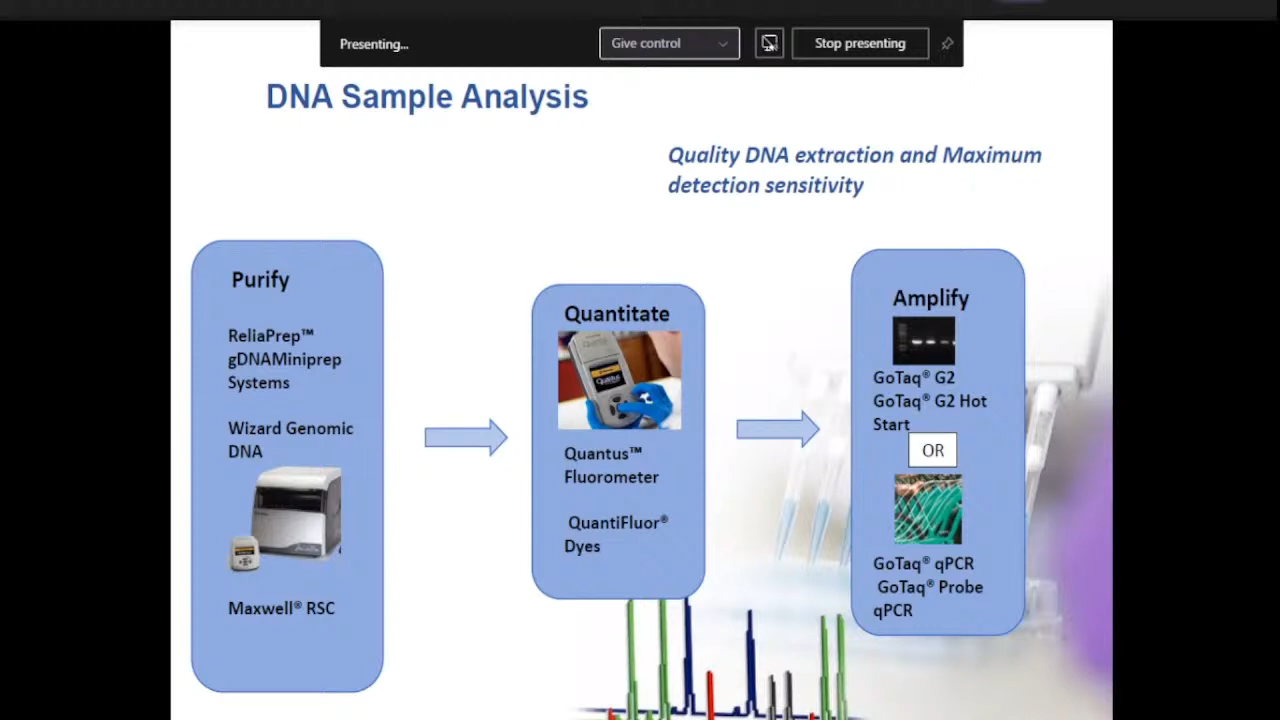 Presenting...
Give control
Stop presenting
DNA Sample Analysis
Quality DNA extraction and Maximum
detection sensitivity
Purify
ReliaPrep™
gDNAMiniprep
Systems
Wizard Genomic
DNA
Maxwell® RSC
Quantitate
Quantus
Quantus™
Fluorometer
QuantiFluor®
Dyes
Amplify
GoTaq® G2
GoTaq® G2 Hot
Start
OR
GoTaq® qPCR
GoTaq® Probe
qPCR